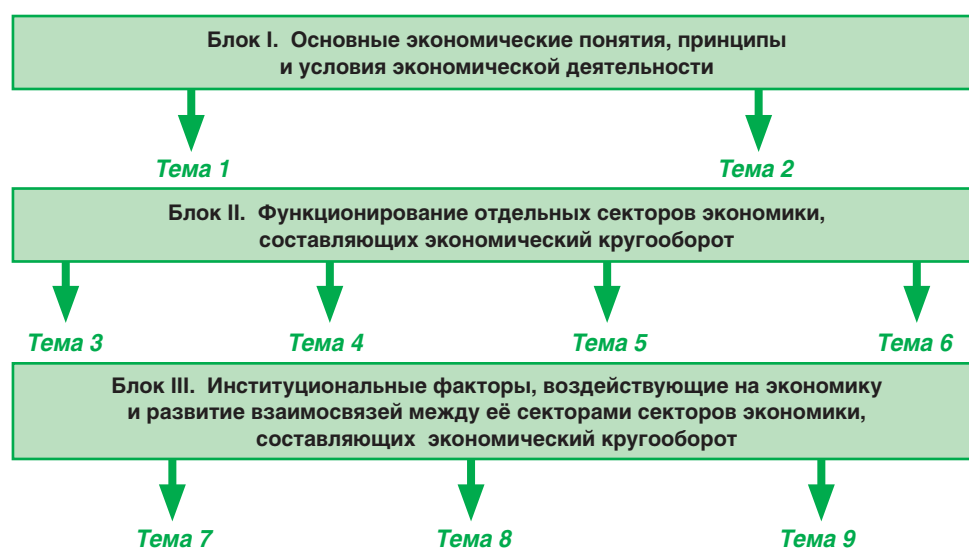 Блок I. Основные экономические понятия, принципы
и условия экономической деятельности
Тема 1 Тема 2
Блок II. Функционирование отдельных секторов экономики,
составляющих экономический кругооборот
Тема 3 Тема 4 Тема 5 Тема 6
Блок III. Институциональные факторы, воздействующие на экономику
и развитие взаимосвязей между её секторами секторов экономики,
составляющих экономический кругооборот
Тема 7 Тема 8 Тема 9